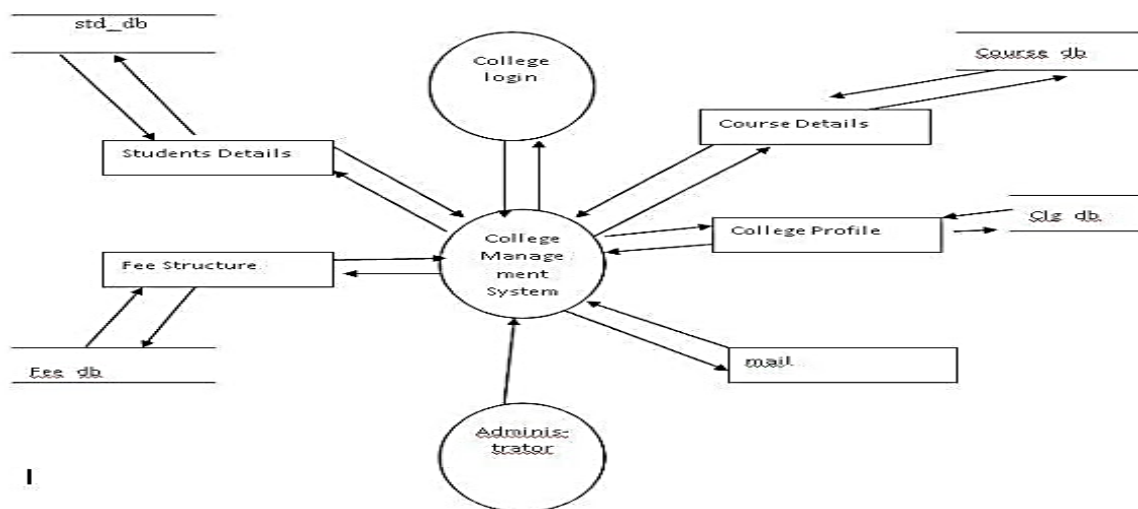 std_db
College
login
Course db
Course Details
Students Details
Clg db
College Profile
College
Manage
ment
System
Fee Structure
mail
Fee db
Adminis-
trator
I